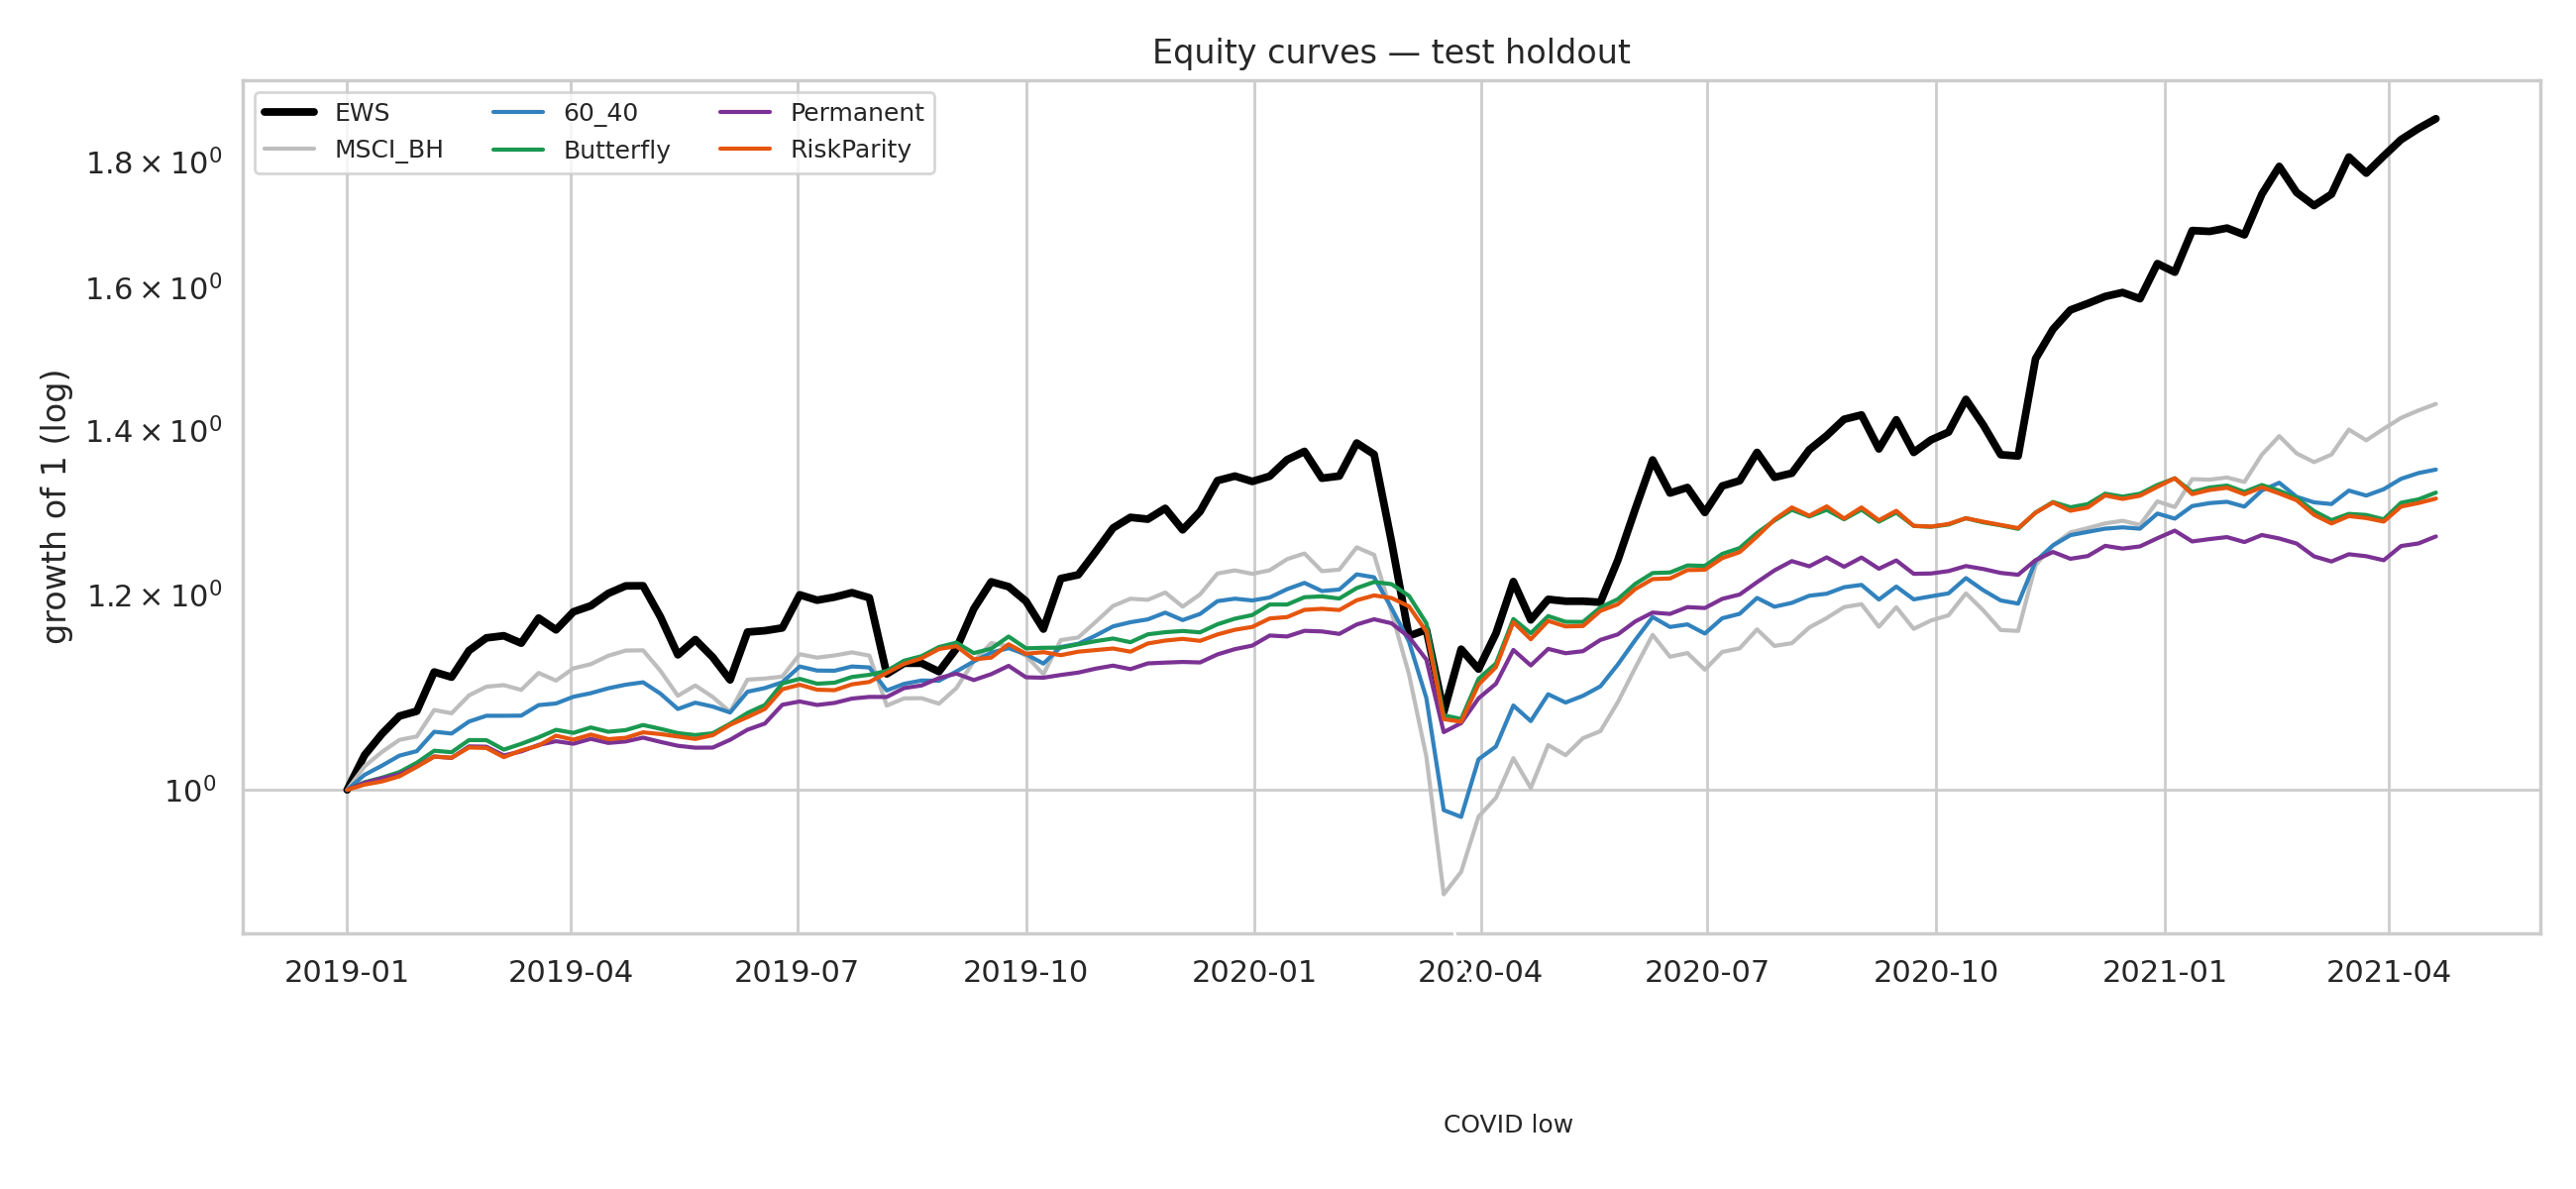 Equity curves — test holdout
EWS
MSCI_BH
60_40
Butterfly
Permanent
RiskParity
growth of 1 (log)
1.8 × 10⁰
1.6 × 10⁰
1.4 × 10⁰
1.2 × 10⁰
10⁰
2019-01 2019-04 2019-07 2019-10 2020-01 2020-04 2020-07 2020-10 2021-01 2021-04
COVID low